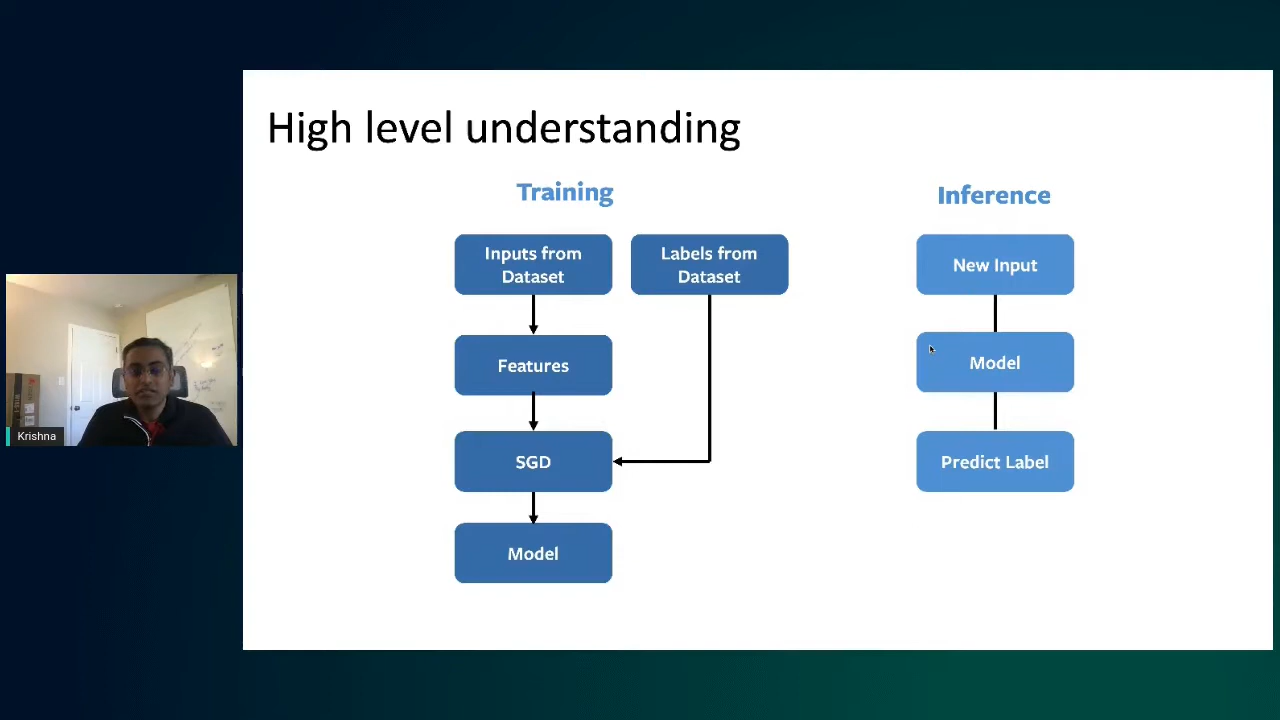 High level understanding
Training
Inputs from
Dataset
Labels from
Dataset
Features
SGD
Model
Inference
New Input
Model
Predict Label
Krishna